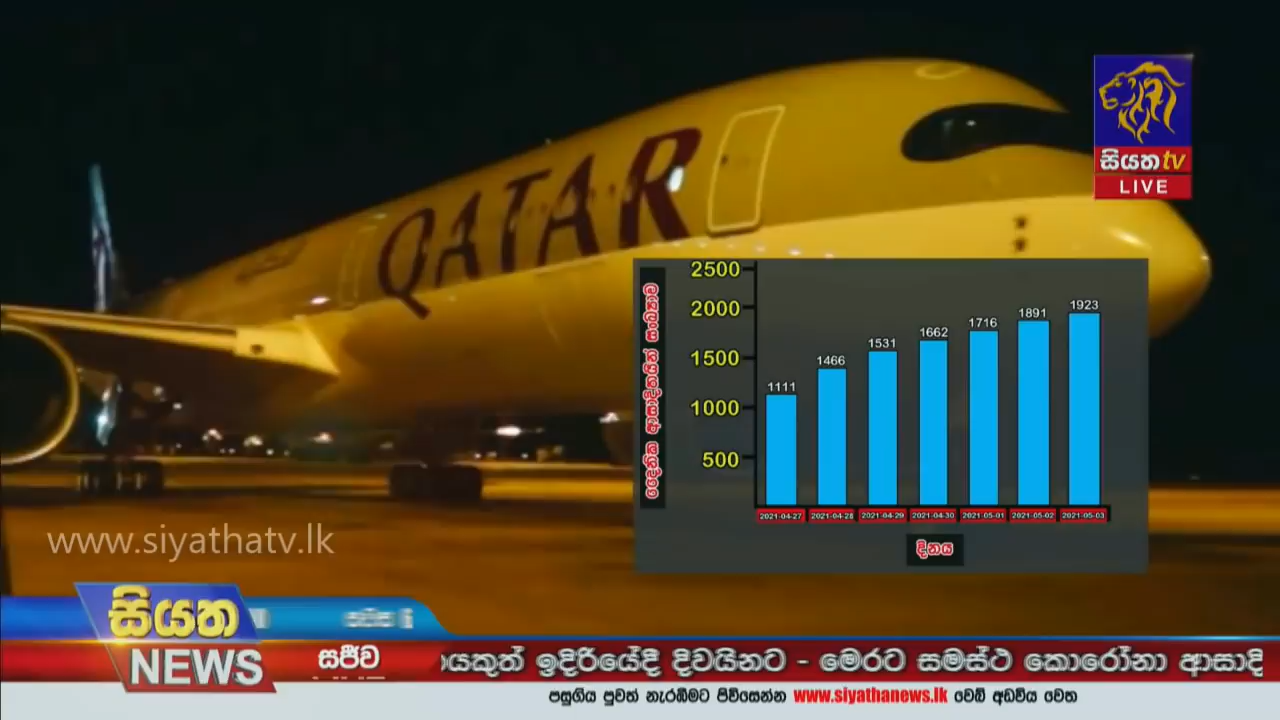 QATAR
සියත tv
LIVE
දෛනික ආසාදිතයින් සංඛ්‍යාව
2500
2000
1500
1000
500
1111
1466
1531
1662
1716
1891
1923
2021-04-27 2021-04-28 2021-04-29 2021-04-30 2021-05-01 2021-05-02 2021-05-03
දිනය
www.siyathatv.lk
සියත
NEWS
සජීව
යකුත් ඉදිරියේදී දිවයිනට - මෙරට සමස්ථ කොරෝනා ආසාදි
පසුගිය පුවත් නැරඹීමට පිවිසෙන්න www.siyathanews.lk වෙබ් අඩවිය වෙත